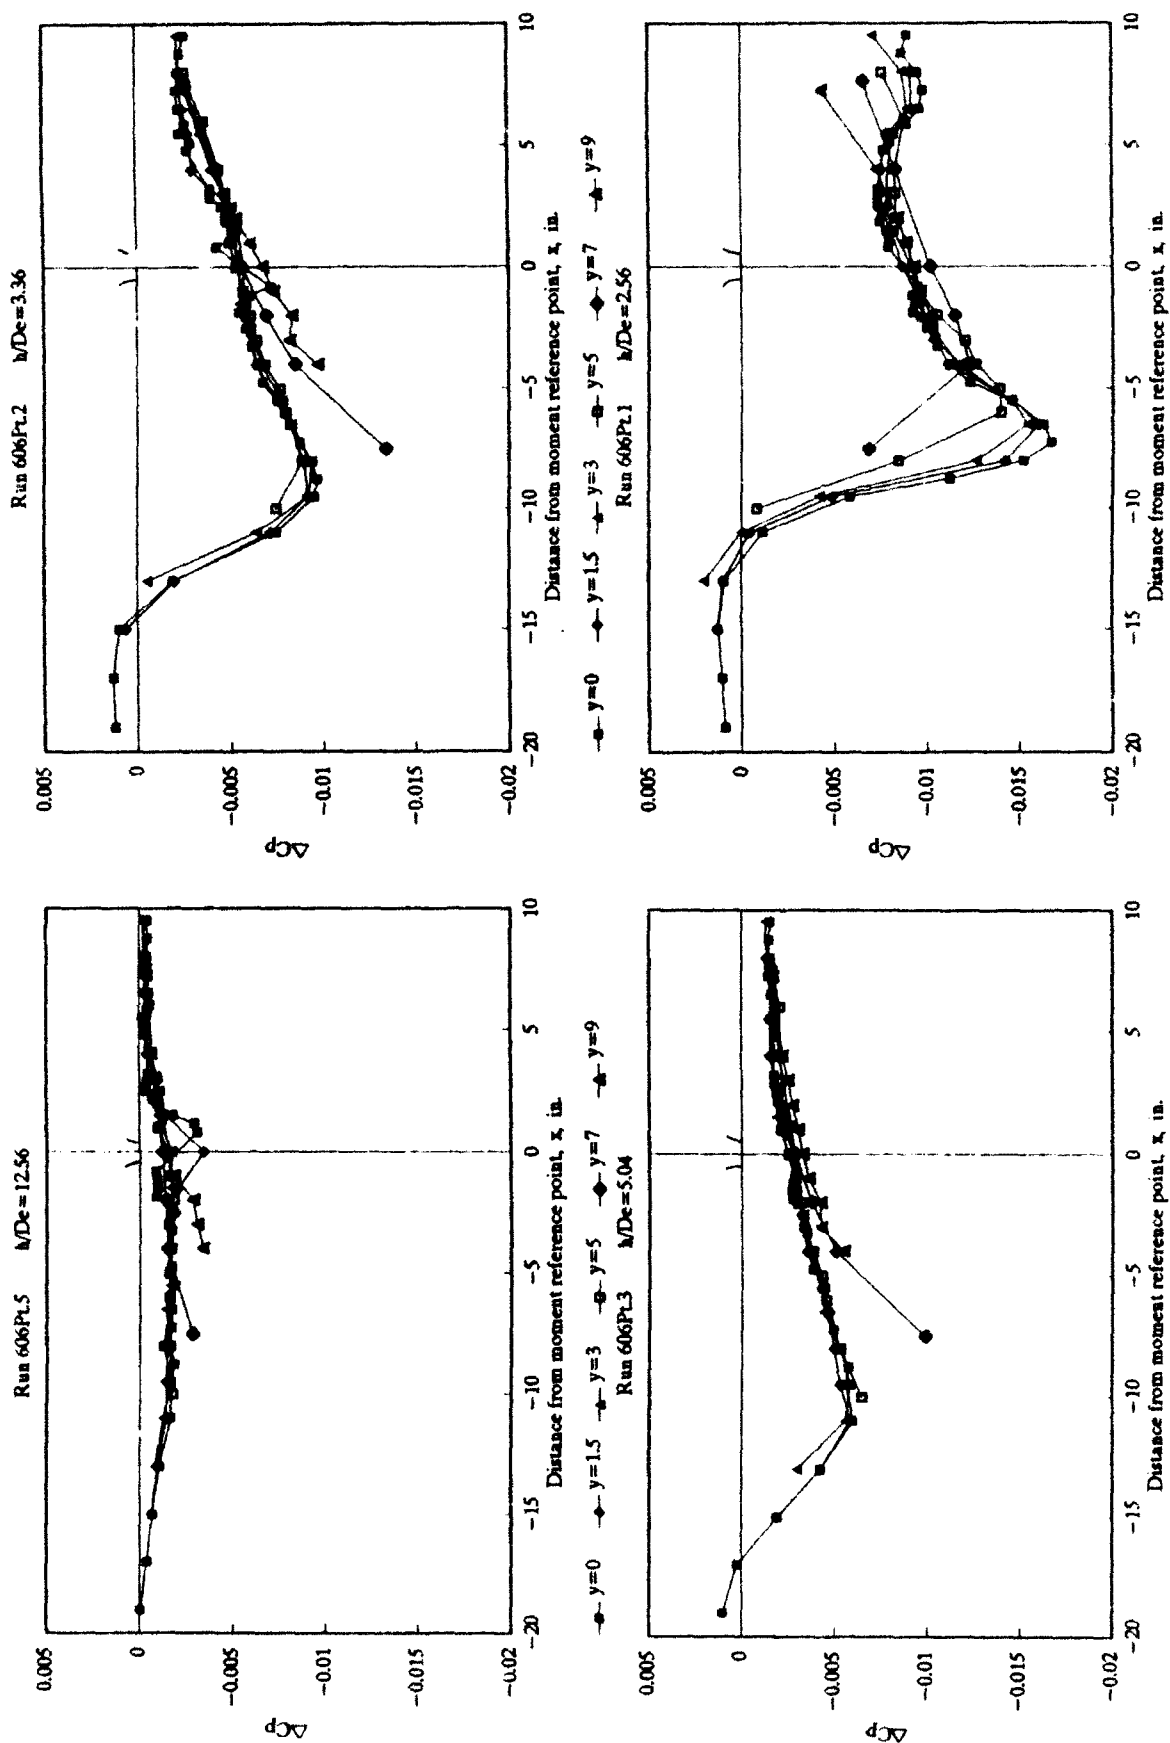 Run 606Pt.5 h/De=12.56
0.005
0
−0.005
−0.01
−0.015
−0.02
ΔCp
−20 −15 −10 −5 0 5 10
Distance from moment reference point, x, in.
Run 606Pt.2 h/De=3.36
0.005
0
−0.005
−0.01
−0.015
−0.02
ΔCp
−20 −15 −10 −5 0 5 10
Distance from moment reference point, x, in.
y=0 y=1.5 y=3 y=5 y=7 y=9
y=0 y=1.5 y=3 y=5 y=7 y=9
Run 606Pt.3 h/De=5.04
0.005
0
−0.005
−0.01
−0.015
−0.02
ΔCp
−20 −15 −10 −5 0 5 10
Distance from moment reference point, x, in.
Run 606Pt.1 h/De=2.56
0.005
0
−0.005
−0.01
−0.015
−0.02
ΔCp
−20 −15 −10 −5 0 5 10
Distance from moment reference point, x, in.